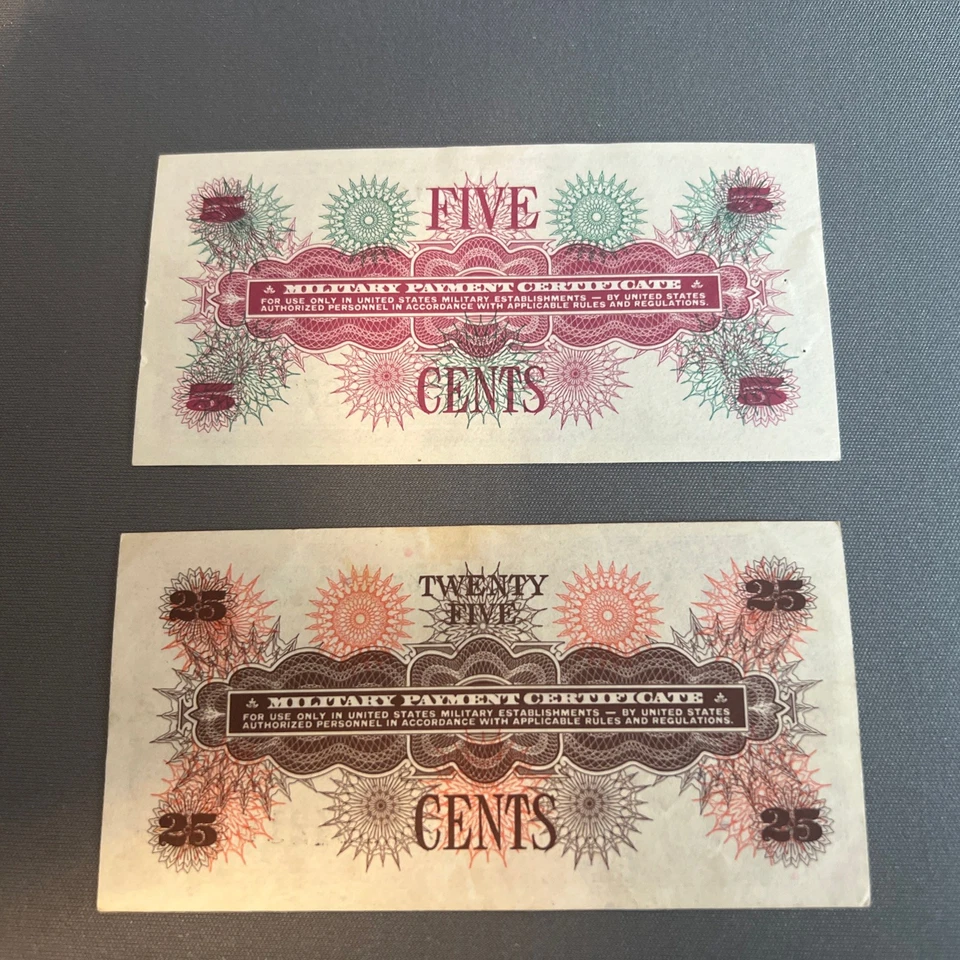 5 FIVE 5
MILITARY PAYMENT CERTIFICATE
FOR USE ONLY IN UNITED STATES MILITARY ESTABLISHMENTS — BY UNITED STATES
AUTHORIZED PERSONNEL IN ACCORDANCE WITH APPLICABLE RULES AND REGULATIONS.
5 CENTS 5
25 TWENTY 25
FIVE
MILITARY PAYMENT CERTIFICATE
FOR USE ONLY IN UNITED STATES MILITARY ESTABLISHMENTS — BY UNITED STATES
AUTHORIZED PERSONNEL IN ACCORDANCE WITH APPLICABLE RULES AND REGULATIONS.
25 CENTS 25